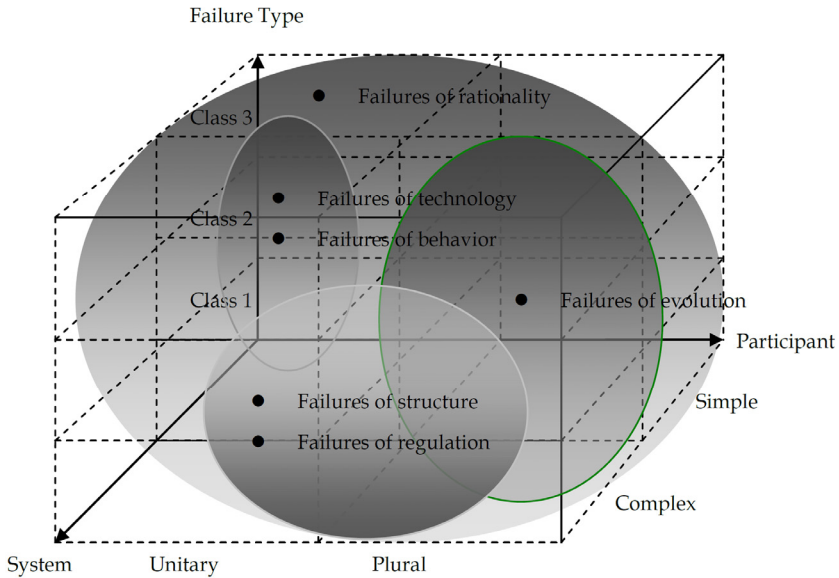 Failure Type
Failures of rationality
Class 3
Failures of technology
Class 2
Failures of behavior
Class 1
Failures of evolution
Participant
Failures of structure
Simple
Failures of regulation
Complex
System
Unitary
Plural